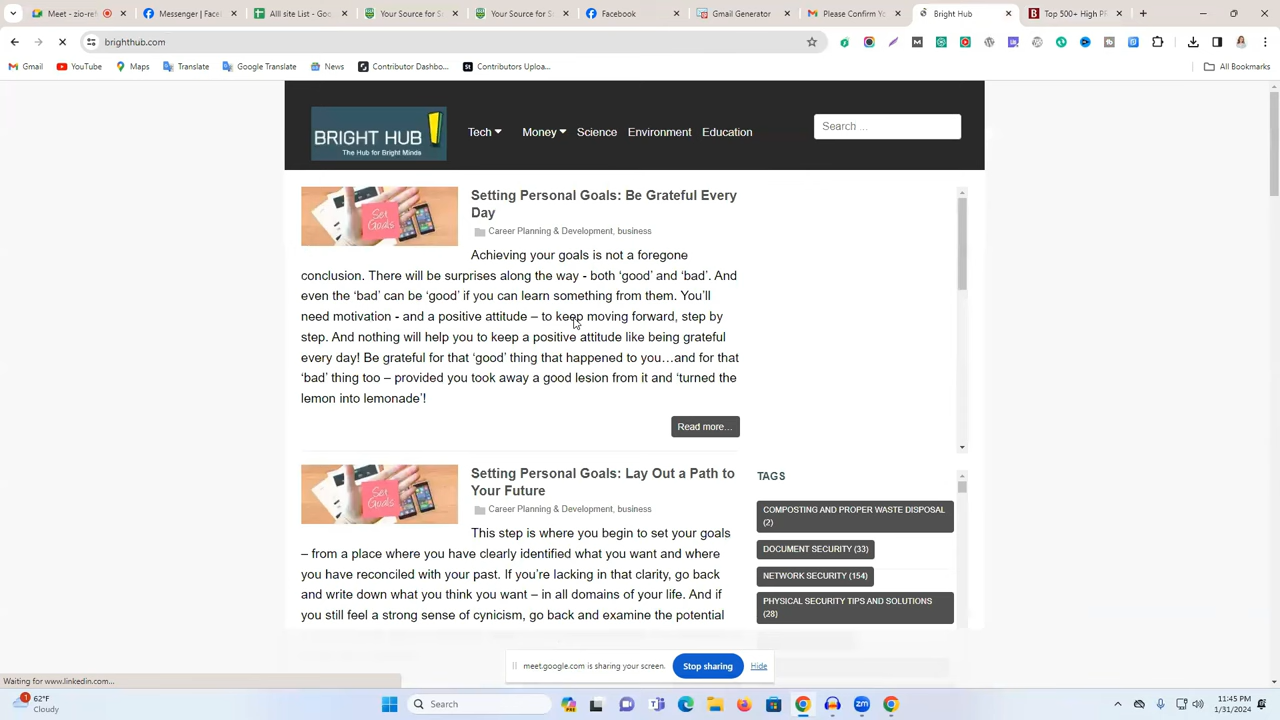 Messenger |
All illi List -
Your Source for
Your Source for S
Facebook
Gmail Generator
Please Confirm Yo
Bright Hub
Top 500+ High PR
brighthub.com
Gmail
YouTube
Maps
Translate
Google Translate
News
Contributor Dashbo...
Contributors Uploa...
All Bookmarks
BRIGHT HUB
The Hub for Bright Minds
Tech
Money
Science
Environment
Education
Search ...
Set
Goals
Setting Personal Goals: Be Grateful Every
Day
Career Planning & Development, business
Achieving your goals is not a foregone
conclusion. There will be surprises along the way - both ‘good’ and ‘bad’. And
even the ‘bad’ can be ‘good’ if you can learn something from them. You’ll
need motivation - and a positive attitude – to keep moving forward, step by
step. And nothing will help you to keep a positive attitude like being grateful
every day! Be grateful for that ‘good’ thing that happened to you…and for that
‘bad’ thing too – provided you took away a good lesion from it and ‘turned the
lemon into lemonade’!
Read more...
Set
Goals
Setting Personal Goals: Lay Out a Path to
Your Future
Career Planning & Development, business
This step is where you begin to set your goals
– from a place where you have clearly identified what you want and where
you have reconciled with your past. If you’re lacking in that clarity, go back
and write down what you think you want – in all domains of your life. And if
you still feel a strong sense of cynicism, go back and examine the potential
TAGS
COMPOSTING AND PROPER WASTE DISPOSAL
(2)
DOCUMENT SECURITY (33)
NETWORK SECURITY (154)
PHYSICAL SECURITY TIPS AND SOLUTIONS
(28)
meet.google.com is sharing your screen.
Stop sharing
Hide
Waiting for www.linkedin.com...
1
62°F
Cloudy
Search
zm
11:45 PM
1/31/2024